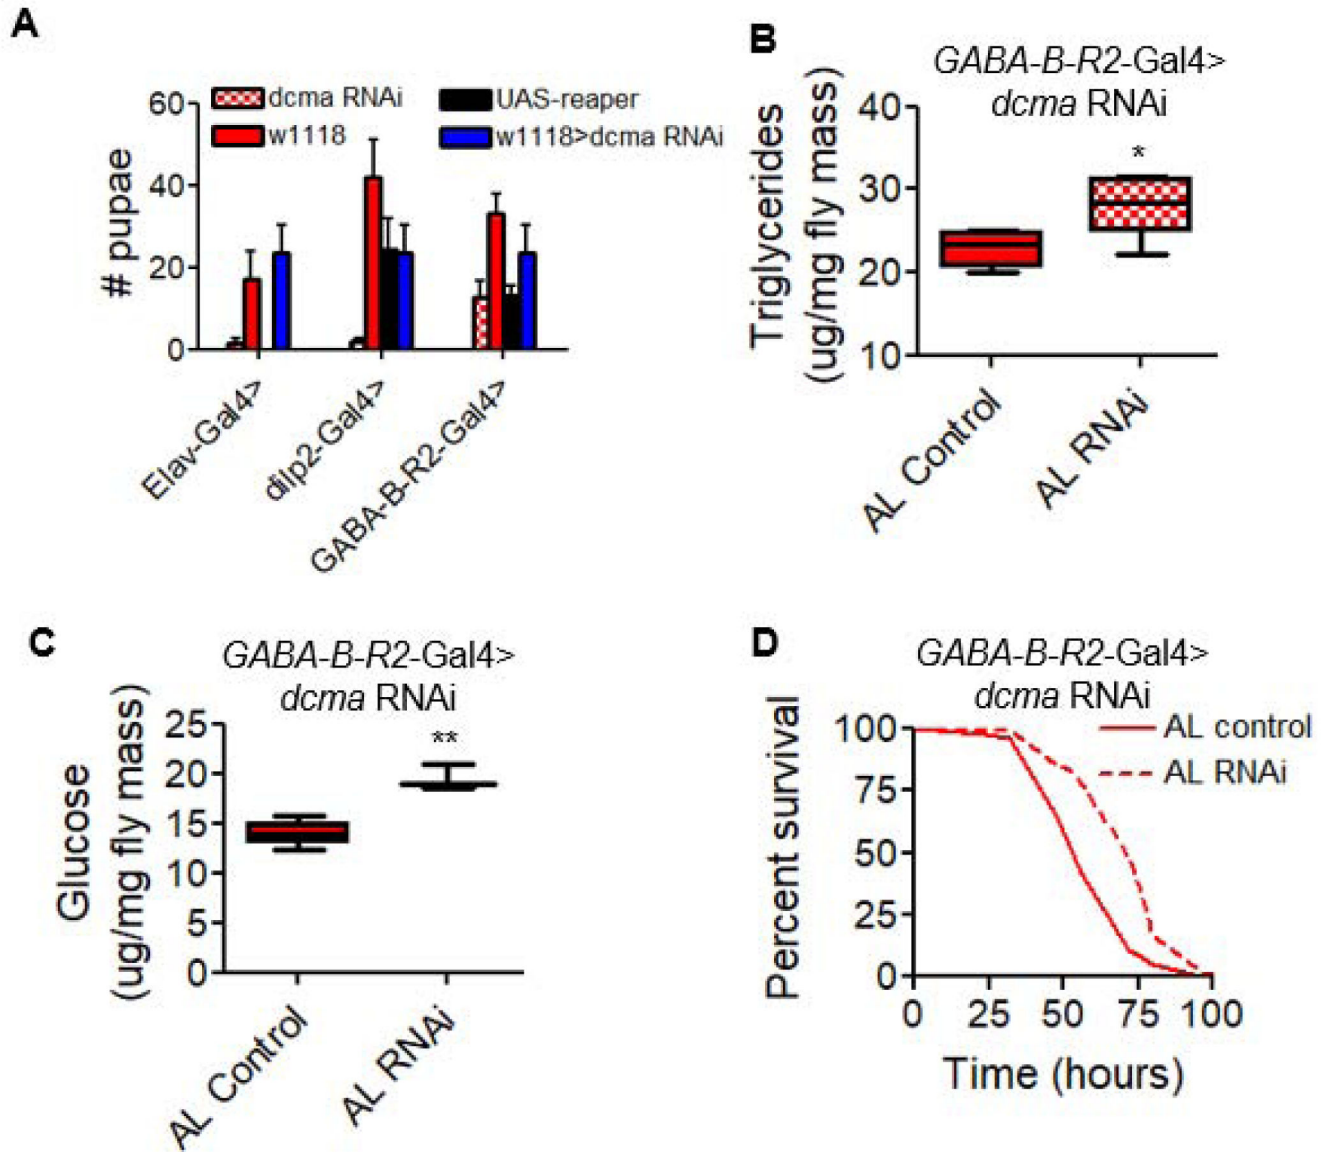 A
dcma RNAi
UAS-reaper
w1118
w1118>dcma RNAi
# pupae
60
40
20
0
Elav-Gal4>
dilp2-Gal4>
GABA-B-R2-Gal4>
B
GABA-B-R2-Gal4>
dcma RNAi
Triglycerides
(ug/mg fly mass)
40
30
20
10
*
AL Control
AL RNAi
C
GABA-B-R2-Gal4>
dcma RNAi
Glucose
(ug/mg fly mass)
25
20
15
10
5
0
**
AL Control
AL RNAi
D
GABA-B-R2-Gal4>
dcma RNAi
AL control
AL RNAi
Percent survival
100
75
50
25
0
0 25 50 75 100
Time (hours)